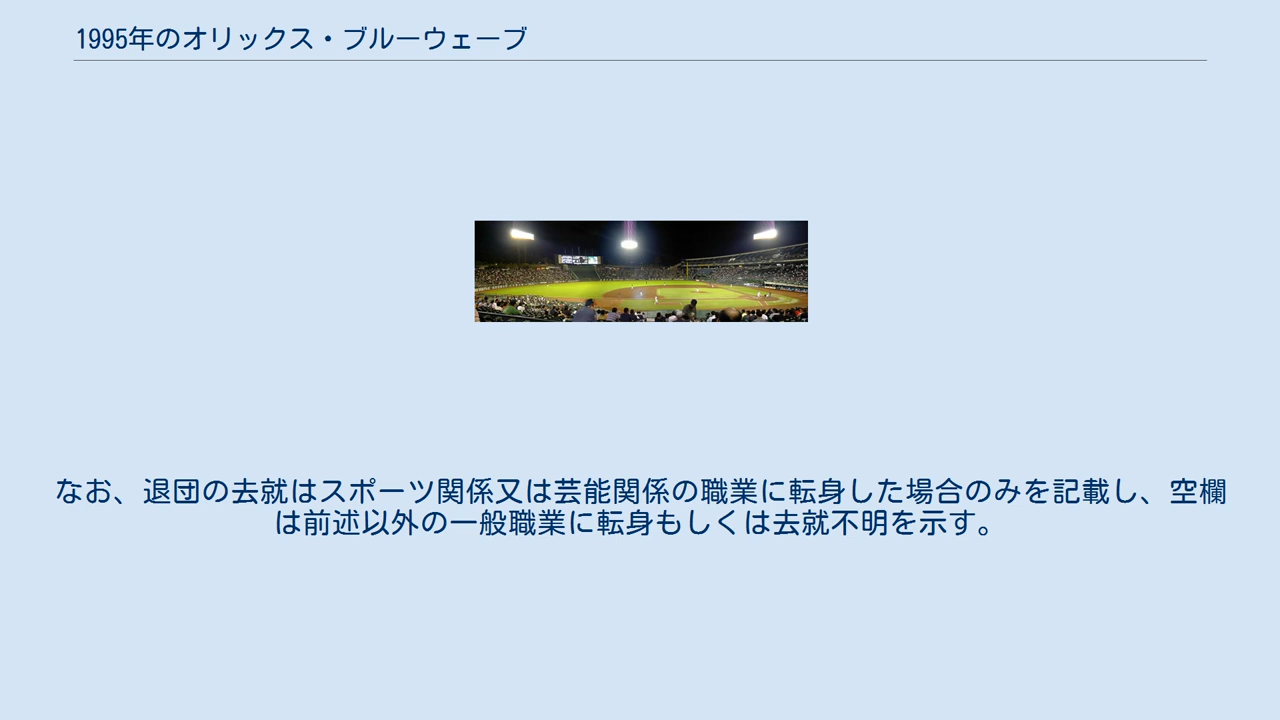 1995年のオリックス・ブルーウェーブ
なお、退団の去就はスポーツ関係又は芸能関係の職業に転身した場合のみを記載し、空欄
は前述以外の一般職業に転身もしくは去就不明を示す。